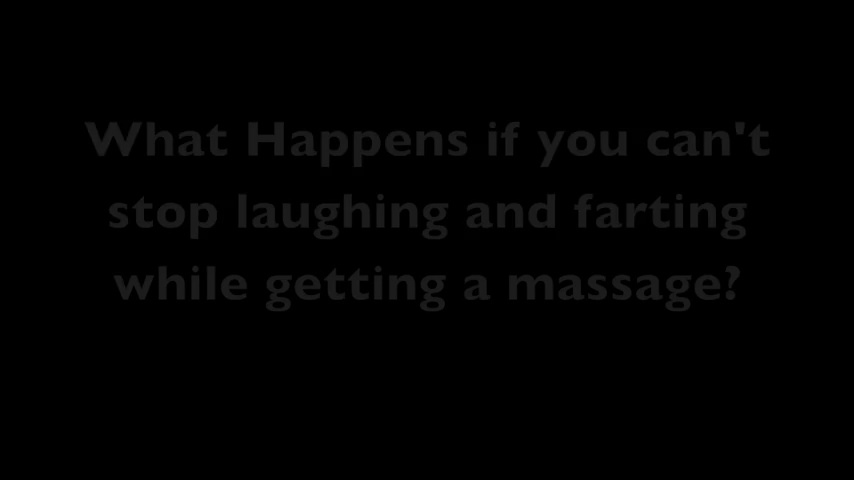 What Happens if you can't
stop laughing and farting
while getting a massage?